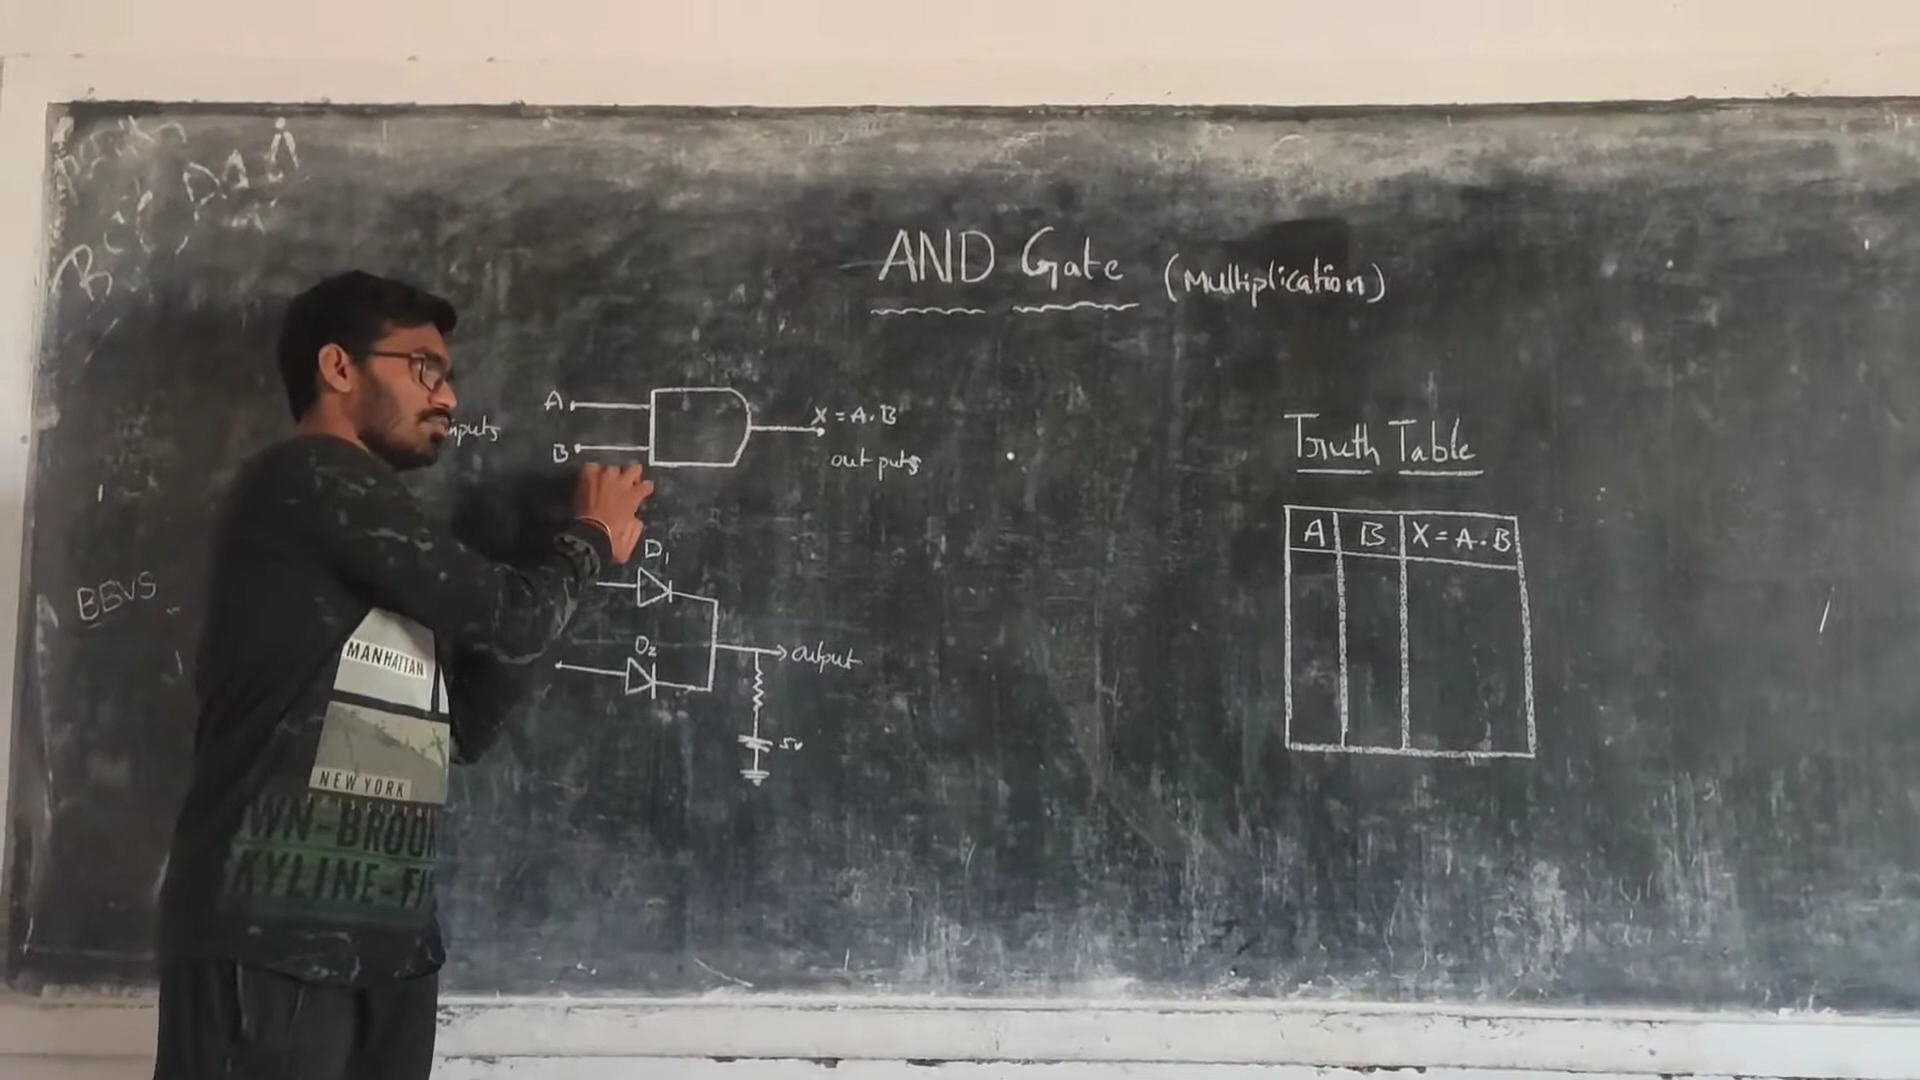 AND Gate (Multiplication)
A
X = A.B
inputs
B
out puts
Truth Table
A B X = A.B
D1
D2
output
5v
BBVS
MANHATTAN
NEW YORK
WN-BROOK
KYLINE-FI